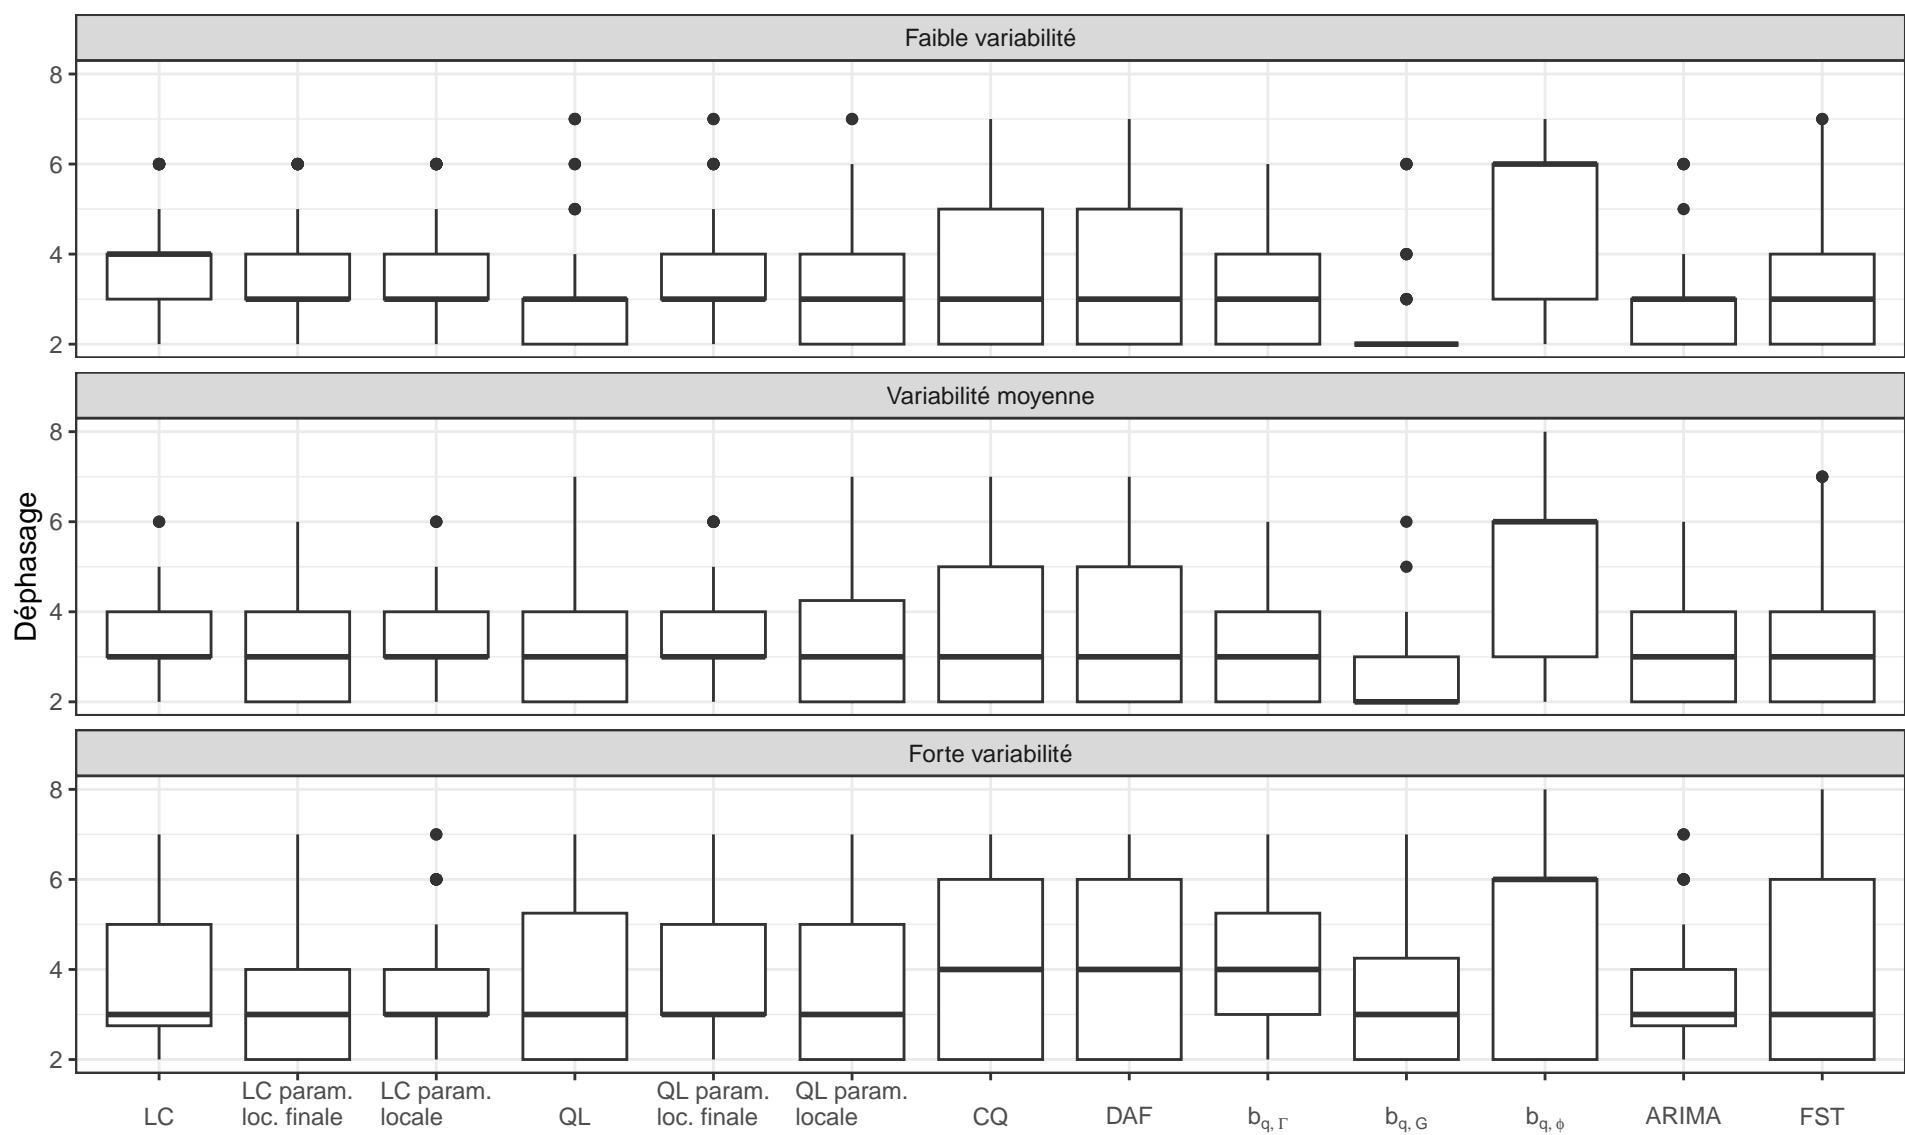 Faible variabilité
8
6
4
2
Variabilité moyenne
8
6
4
2
Déphasage
Forte variabilité
8
6
4
2
LC
LC param.
loc. finale
LC param.
locale
QL
QL param.
loc. finale
QL param.
locale
CQ
DAF
bq, Γ
bq, G
bq, ϕ
ARIMA
FST